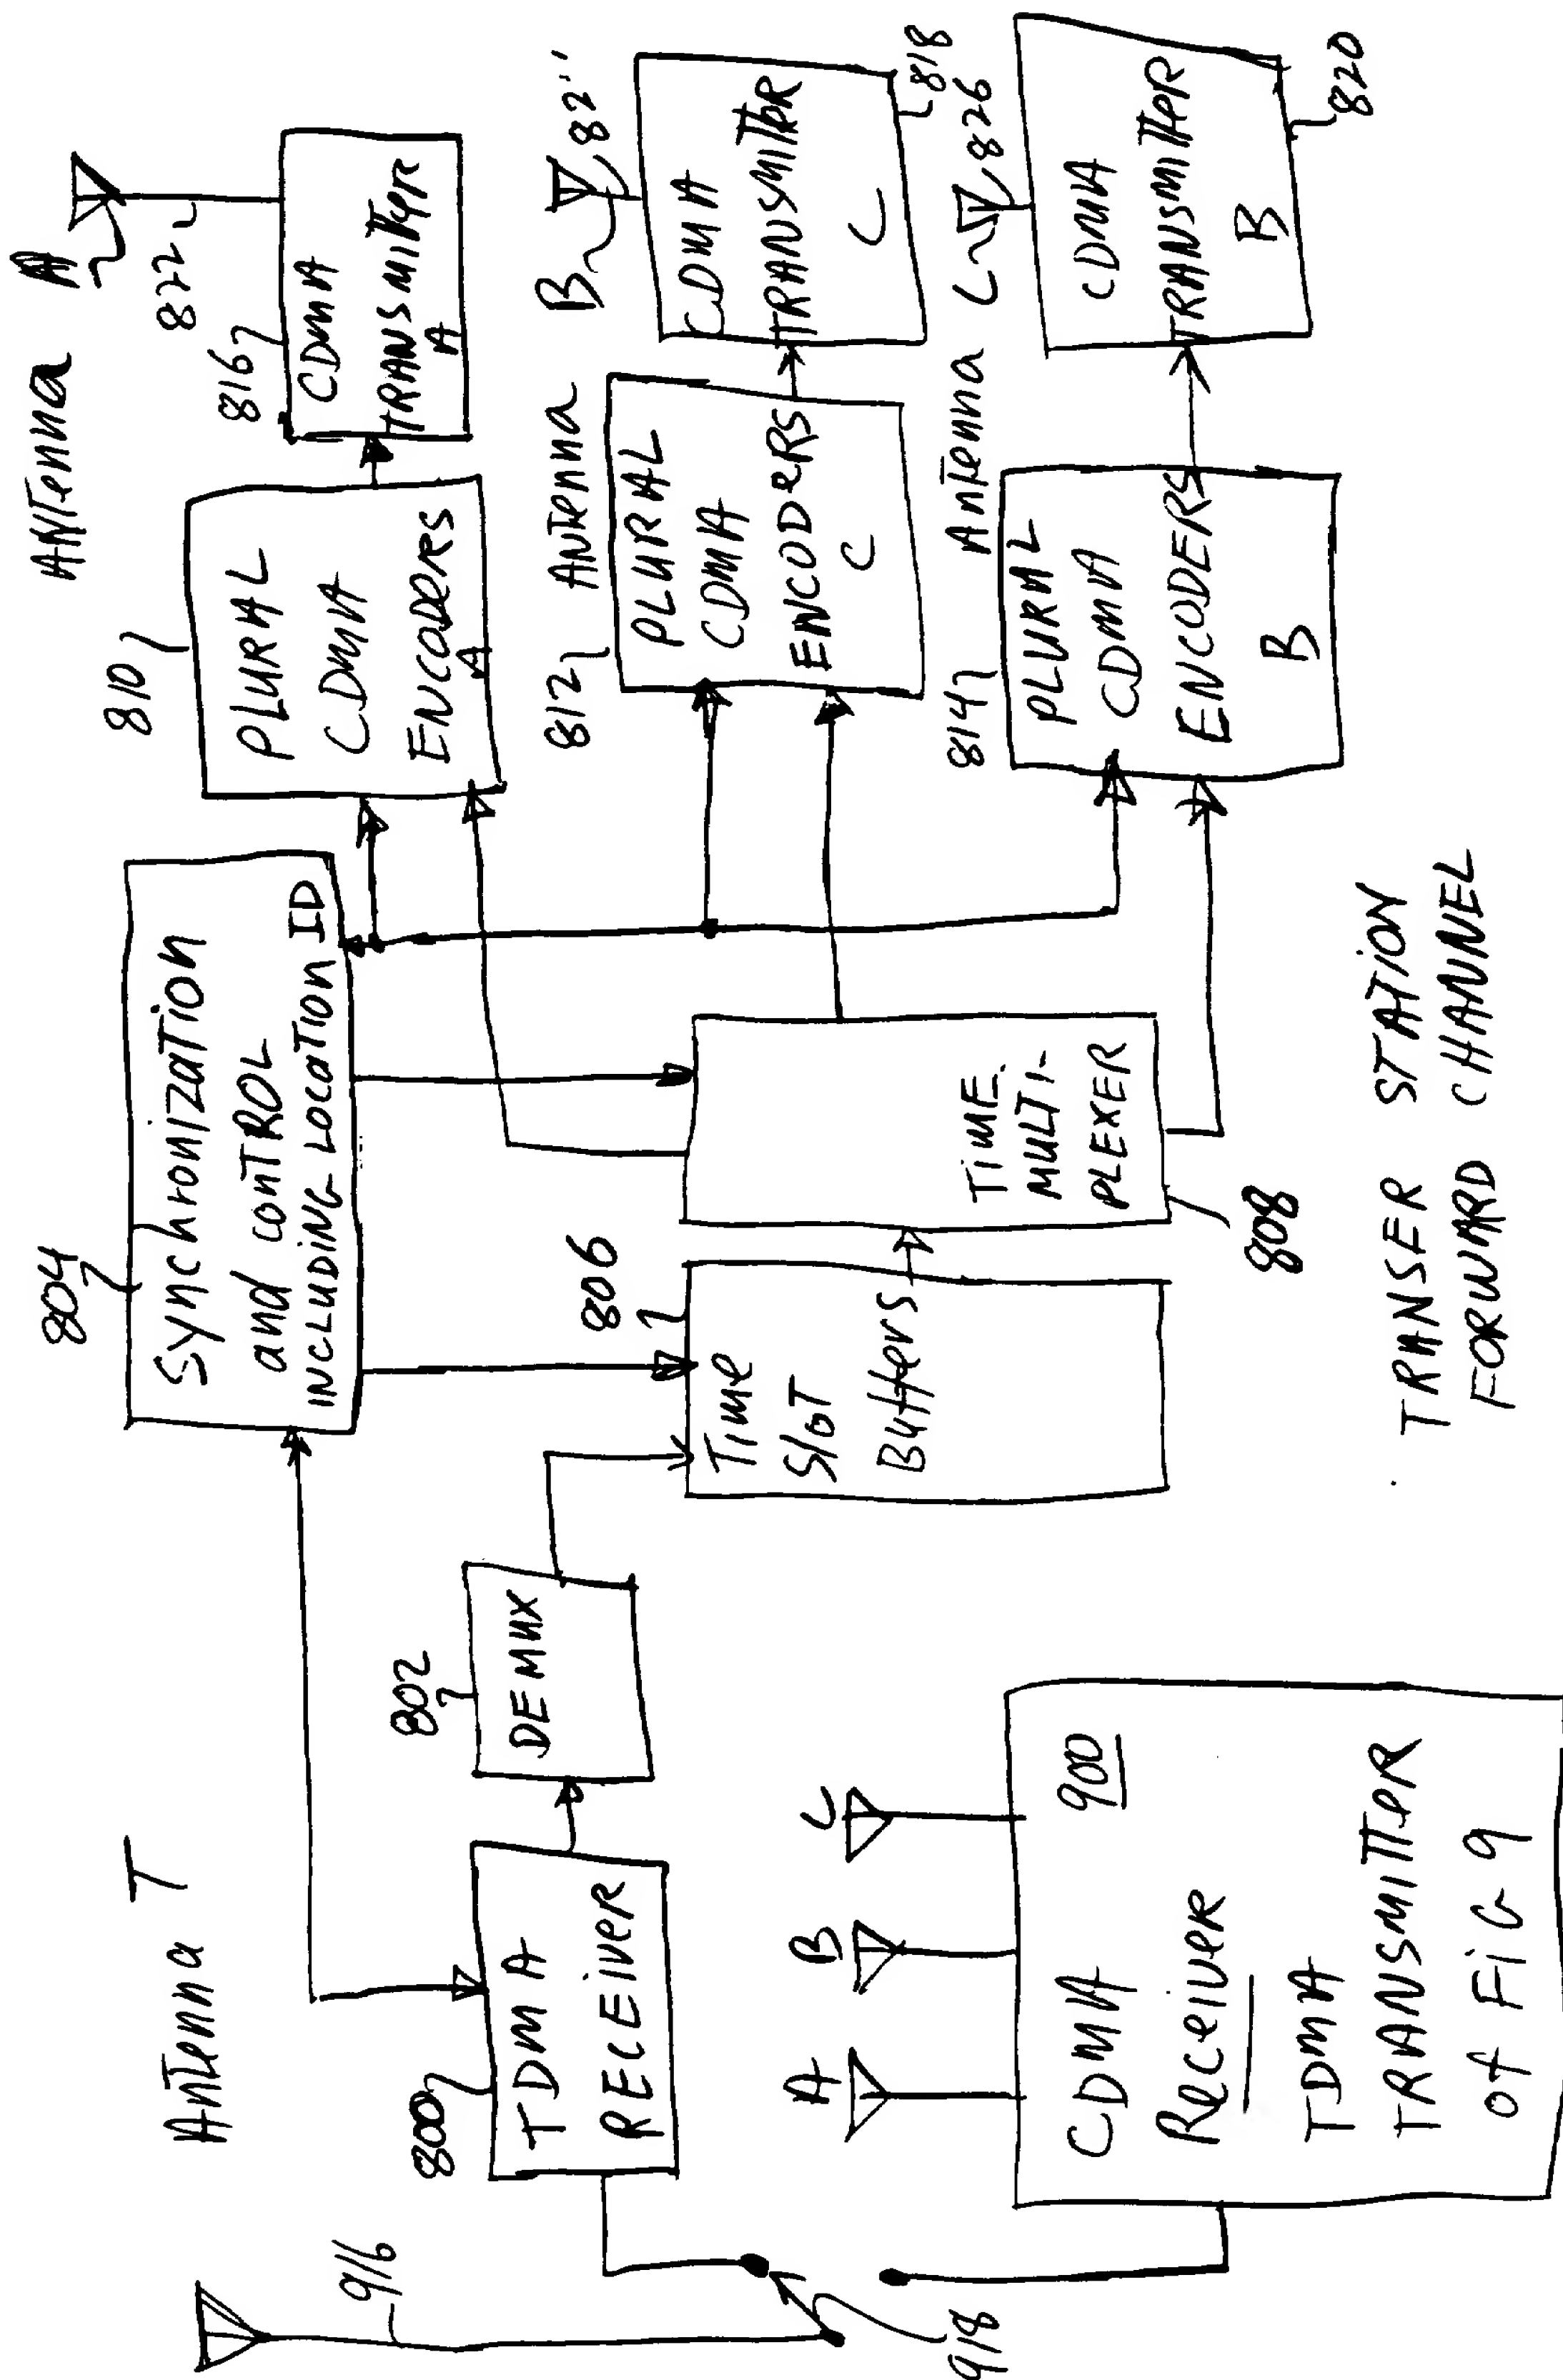 Antenna T
916
918
800
TDMA
RECEIVER
802
DEMUX
804
Synchronization
and CONTROL
INCLUDING LOCATION ID
806
Time
Slot
Buffers
808
TIME
MULTI-
PLEXER
810
PLURAL
CDMA
ENCODERS
A
812
PLURAL
CDMA
ENCODERS
C
814
PLURAL
CDMA
ENCODERS
B
ANTenna A
822
816
CDMA
TRANSMITTER
A
Antenna B
CDMA
TRANSMITTER
C
818
Antenna C
826
CDMA
TRANSMITTER
B
820
A
B
C
CDMA 900
Receiver
TDMA
TRANSMITTER
of FiG 9
TRANSER STATION
FORWARD CHANNEL